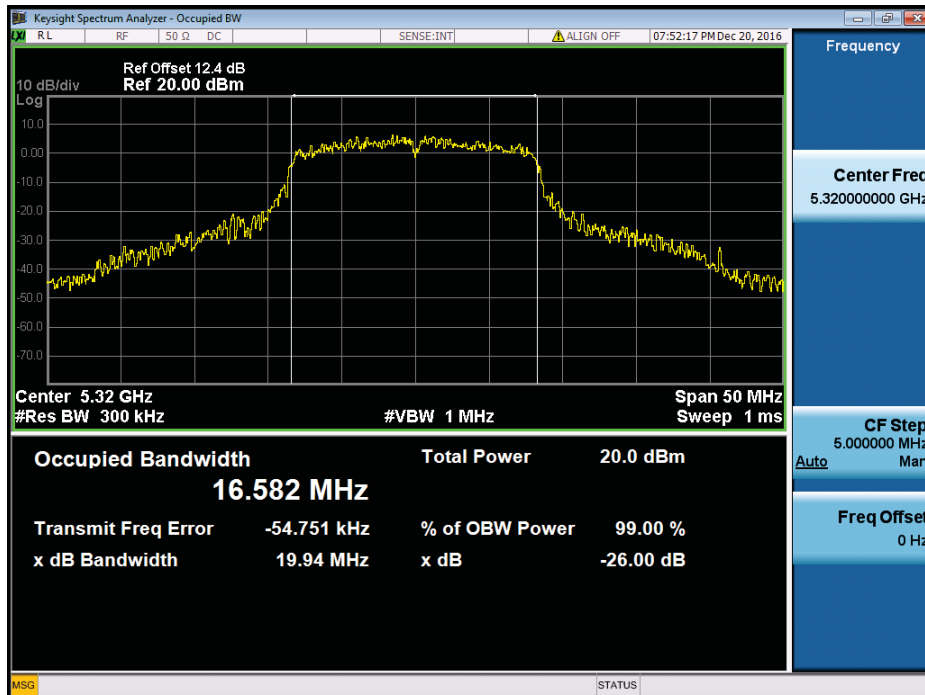 Keysight Spectrum Analyzer - Occupied BW
LXI RL RF 50 Ω DC SENSE:INT ALIGN OFF 07:52:17 PM Dec 20, 2016
Frequency
Ref Offset 12.4 dB
10 dB/div Ref 20.00 dBm
Log
10.0
0.00
-10.0
-20.0
-30.0
-40.0
-50.0
-60.0
-70.0
Center 5.32 GHz Span 50 MHz
#Res BW 300 kHz #VBW 1 MHz Sweep 1 ms
Center Freq
5.320000000 GHz
CF Step
5.000000 MHz
Auto Man
Freq Offset
0 Hz
Occupied Bandwidth Total Power 20.0 dBm
16.582 MHz
Transmit Freq Error -54.751 kHz % of OBW Power 99.00 %
x dB Bandwidth 19.94 MHz x dB -26.00 dB
MSG STATUS